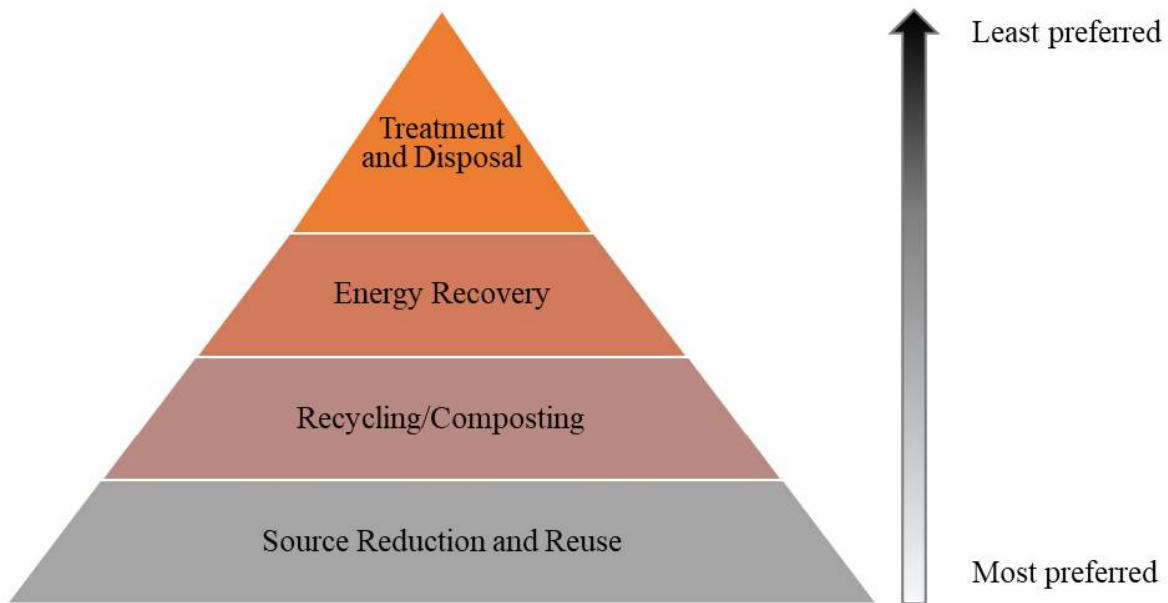 Least preferred
Treatment
and Disposal
Energy Recovery
Recycling/Composting
Source Reduction and Reuse
Most preferred